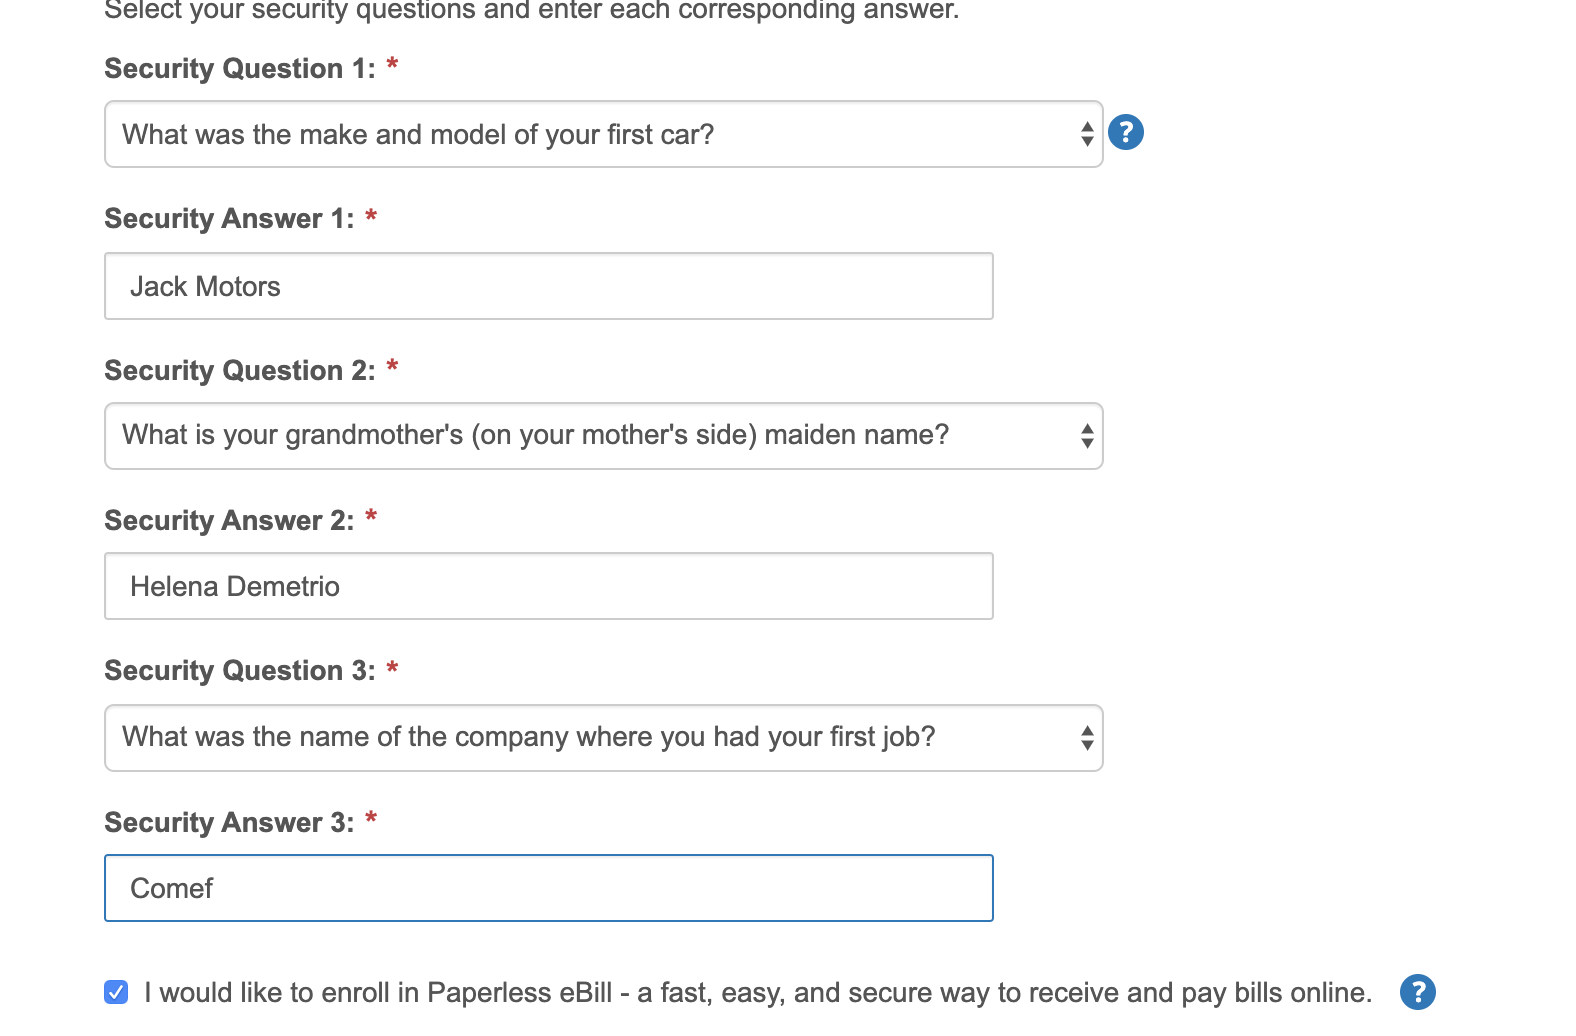 Select your security questions and enter each corresponding answer.
Security Question 1: *
What was the make and model of your first car?
?
Security Answer 1: *
Jack Motors
Security Question 2: *
What is your grandmother's (on your mother's side) maiden name?
Security Answer 2: *
Helena Demetrio
Security Question 3: *
What was the name of the company where you had your first job?
Security Answer 3: *
Comef
I would like to enroll in Paperless eBill - a fast, easy, and secure way to receive and pay bills online. ?